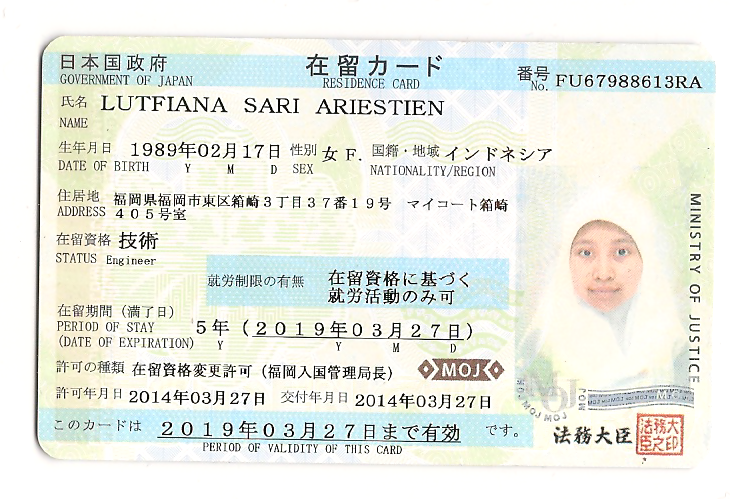 日本国政府 在留カード 番号 FU67988613RA
GOVERNMENT OF JAPAN RESIDENCE CARD No.
氏名 LUTFIANA SARI ARIESTIEN
NAME
生年月日 1989年02月17日 性別 女 F. 国籍・地域 インドネシア
DATE OF BIRTH Y M D SEX NATIONALITY/REGION
住居地 福岡県福岡市東区箱崎3丁目37番19号 マイコート箱崎
ADDRESS 405号室
在留資格 技術
STATUS Engineer
就労制限の有無 在留資格に基づく
就労活動のみ可
在留期間(満了日)
PERIOD OF STAY 5年(2019年03月27日)
(DATE OF EXPIRATION) Y Y M D
許可の種類 在留資格変更許可(福岡入国管理局長)
MOJ
許可年月日 2014年03月27日 交付年月日 2014年03月27日
このカードは 2019年03月27日まで有効 です。
PERIOD OF VALIDITY OF THIS CARD
MINISTRY OF JUSTICE
MOJ
MOJ MOJ
法務大臣
法務大臣之印